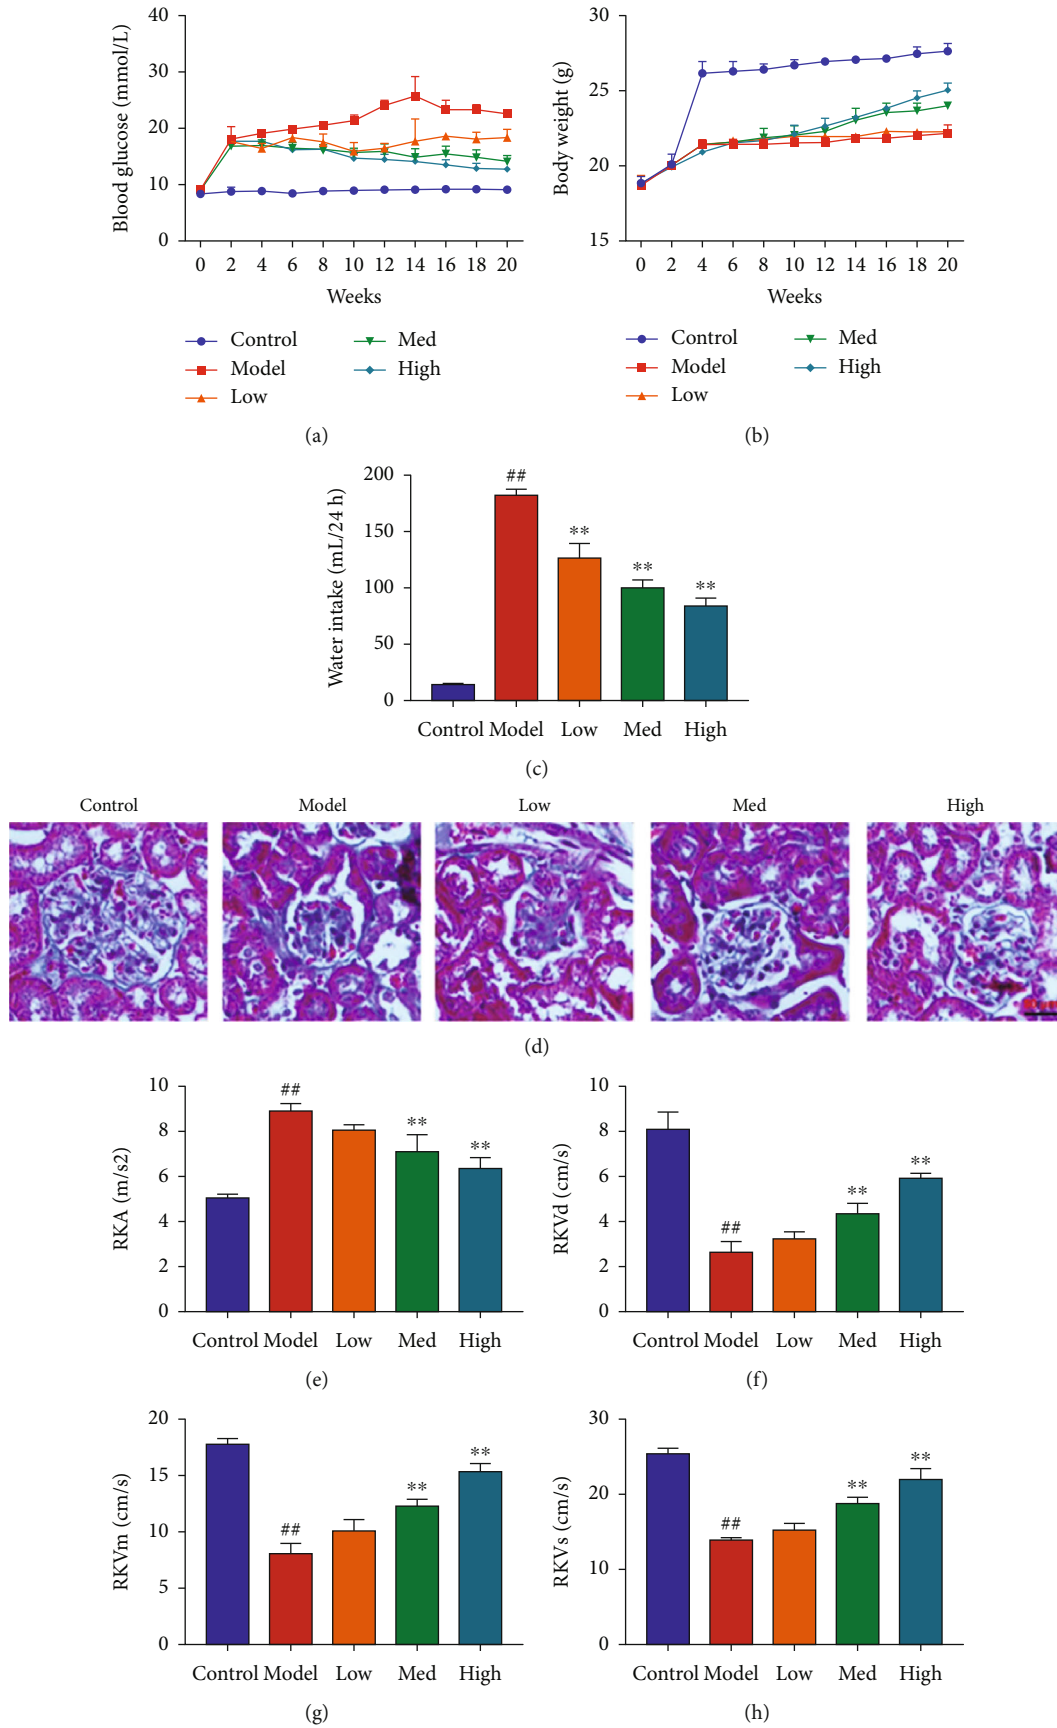 Blood glucose (mmol/L)
40
30
20
10
0
0 2 4 6 8 10 12 14 16 18 20
Weeks
Control
Model
Low
Med
High
(a)
Body weight (g)
30
25
20
15
0 2 4 6 8 10 12 14 16 18 20
Weeks
Control
Model
Low
Med
High
(b)
Water intake (mL/24 h)
200
150
100
50
0
##
**
**
**
Control Model Low Med High
(c)
Control Model Low Med High
(d)
RKA (m/s2)
10
8
6
4
2
0
##
**
**
Control Model Low Med High
(e)
RKVd (cm/s)
10
8
6
4
2
0
##
**
**
Control Model Low Med High
(f)
RKVm (cm/s)
20
15
10
5
0
##
**
**
Control Model Low Med High
(g)
RKVs (cm/s)
30
20
10
0
##
**
**
Control Model Low Med High
(h)